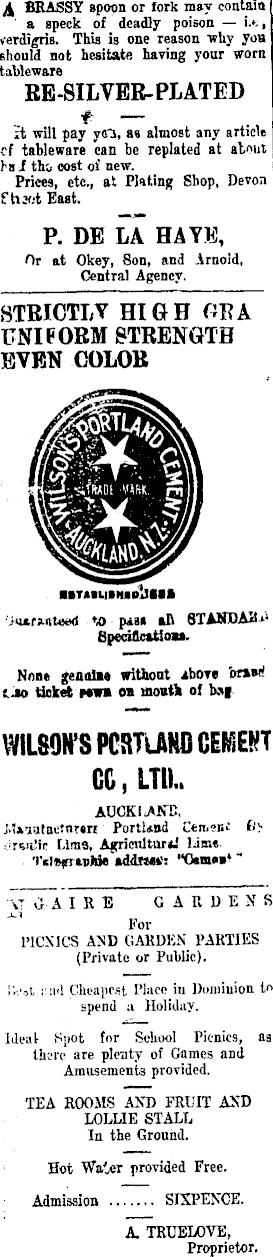 A BRASSY spoon or fork may contain
a speck of deadly poison — i.e.,
verdigris. This is one reason why you
should not hesitate having your worn
tableware
RE-SILVER-PLATED
It will pay you, as almost any article
of tableware can be replated at about
half the cost of new.
Prices, etc., at Plating Shop, Devon
Street East.
P. DE LA HAYE,
Or at Okey, Son, and Arnold,
Central Agency.
STRICTLY HIGH GRA
UNIFORM STRENGTH
EVEN COLOR
WILSON'S PORTLAND CEMENT
TRADE MARK
AUCKLAND, N.Z.
ESTABLISHED
Guaranteed to pass all STANDARD
Specifications.
None genuine without above brand
also ticket sewn on mouth of bag
WILSON'S PORTLAND CEMENT
CO, LTD.,
AUCKLAND,
Manufacturers Portland Cement
Lime, Agricultural Lime.
Telegraphic address: "Cement"
NGAIRE GARDENS
For
PICNICS AND GARDEN PARTIES
(Private or Public).
Best and Cheapest Place in Dominion to
spend a Holiday.
Ideal Spot for School Picnics, as
there are plenty of Games and
Amusements provided.
TEA ROOMS AND FRUIT AND
LOLLIE STALL
In the Ground.
Hot Water provided Free.
Admission ....... SIXPENCE.
A. TRUELOVE,
Proprietor.